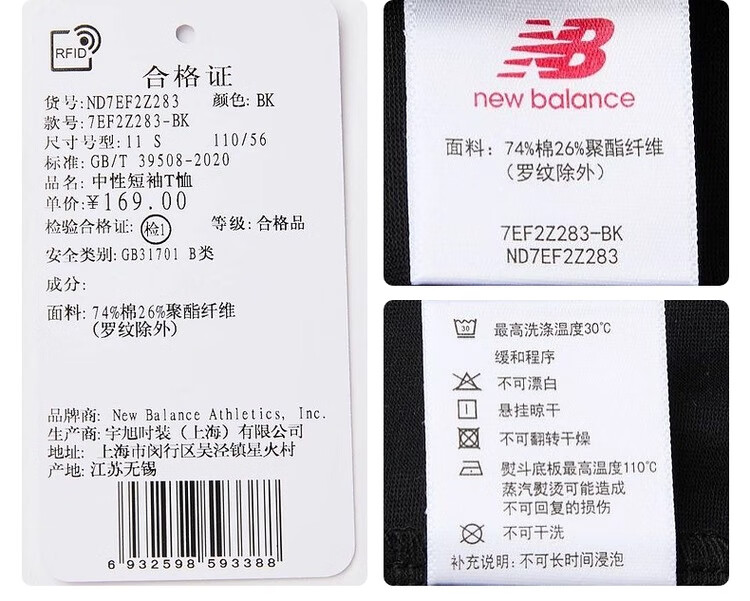 RFID
合格证
货号:ND7EF2Z283 颜色: BK
款号:7EF2Z283-BK
尺寸号型:11 S 110/56
标准: GB/T 39508-2020
品名: 中性短袖T恤
单价:¥169.00
检验合格证: 检1 等级: 合格品
安全类别:GB31701 B类
成分:
面料: 74%棉26%聚酯纤维
(罗纹除外)
品牌商: New Balance Athletics, Inc.
生产商:宇旭时装（上海）有限公司
地址: 上海市闵行区吴泾镇星火村
产地: 江苏无锡
6 932598 593388
NB
new balance
面料: 74%棉26%聚酯纤维
(罗纹除外)
7EF2Z283-BK
ND7EF2Z283
30 最高洗涤温度30℃
缓和程序
不可漂白
悬挂晾干
不可翻转干燥
熨斗底板最高温度110℃
蒸汽熨烫可能造成
不可回复的损伤
不可干洗
补充说明: 不可长时间浸泡